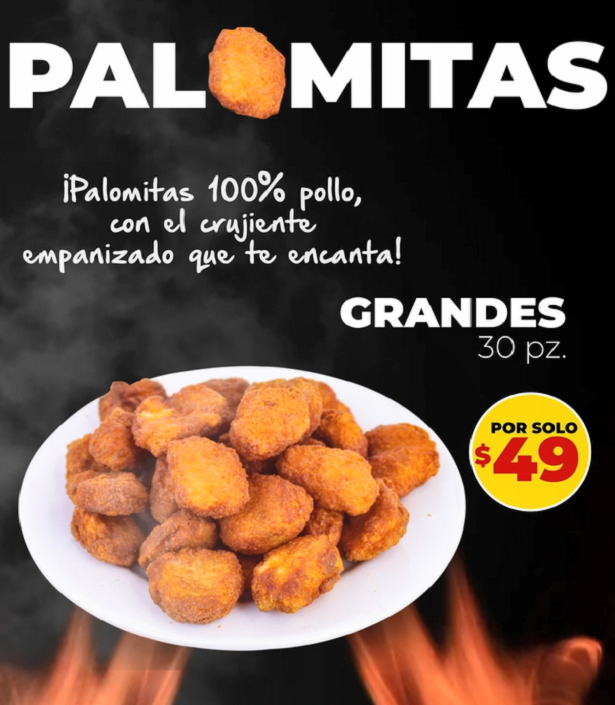 PALOMITAS
¡Palomitas 100% pollo,
con el crujiente
empanizado que te encanta!
GRANDES
30 pz.
POR SOLO
$49